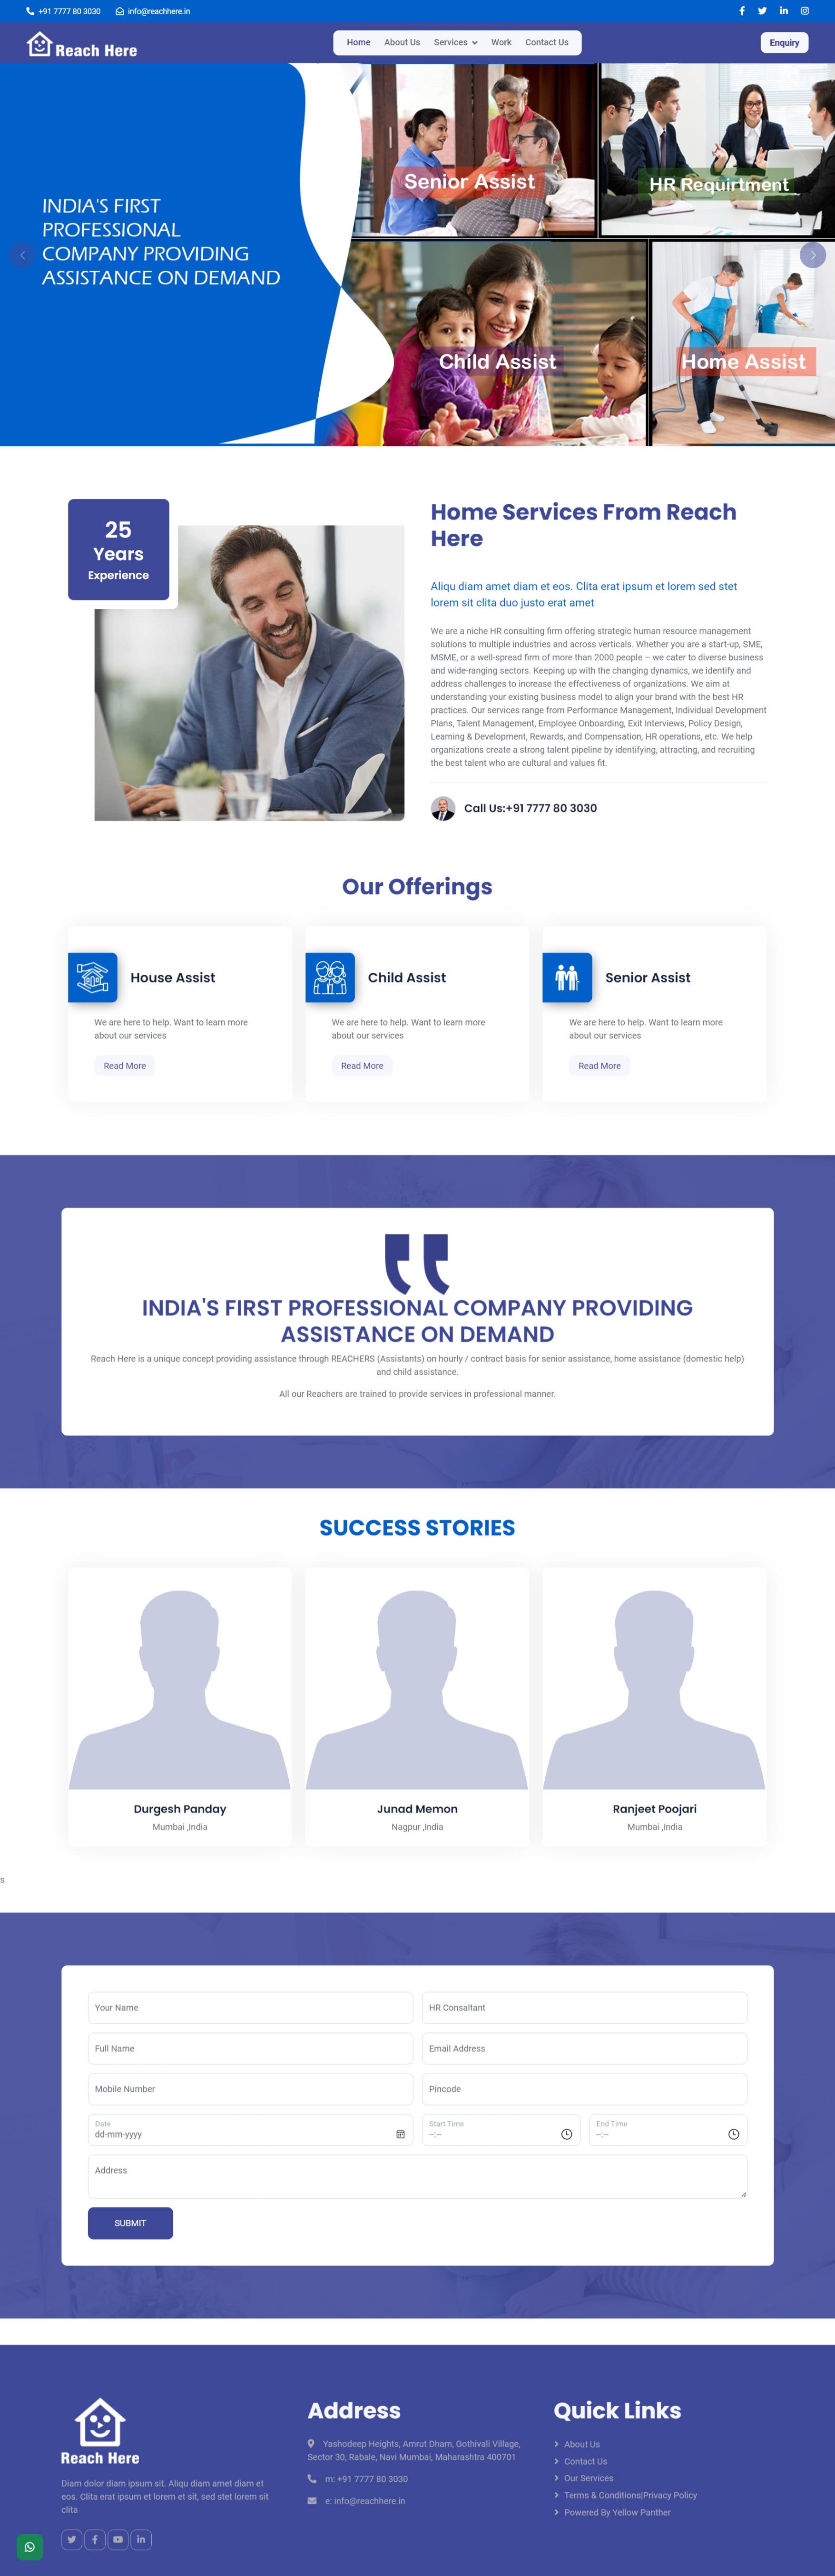 +91 7777 80 3030 info@reachhere.in
Reach Here
Home About Us Services Work Contact Us
Enquiry
INDIA'S FIRST
PROFESSIONAL
COMPANY PROVIDING
ASSISTANCE ON DEMAND
Senior Assist
HR Requirtment
Child Assist
Home Assist
25
Years
Experience
Home Services From Reach
Here
Aliqu diam amet diam et eos. Clita erat ipsum et lorem sed stet
lorem sit clita duo justo erat amet
We are a niche HR consulting firm offering strategic human resource management
solutions to multiple industries and across verticals. Whether you are a start-up, SME,
MSME, or a well-spread firm of more than 2000 people – we cater to diverse business
and wide-ranging sectors. Keeping up with the changing dynamics, we identify and
address challenges to increase the effectiveness of organizations. We aim at
understanding your existing business model to align your brand with the best HR
practices. Our services range from Performance Management, Individual Development
Plans, Talent Management, Employee Onboarding, Exit Interviews, Policy Design,
Learning & Development, Rewards, and Compensation, HR operations, etc. We help
organizations create a strong talent pipeline by identifying, attracting, and recruiting
the best talent who are cultural and values fit.
Call Us:+91 7777 80 3030
Our Offerings
House Assist
We are here to help. Want to learn more
about our services
Read More
Child Assist
We are here to help. Want to learn more
about our services
Read More
Senior Assist
We are here to help. Want to learn more
about our services
Read More
INDIA'S FIRST PROFESSIONAL COMPANY PROVIDING
ASSISTANCE ON DEMAND
Reach Here is a unique concept providing assistance through REACHERS (Assistants) on hourly / contract basis for senior assistance, home assistance (domestic help)
and child assistance.
All our Reachers are trained to provide services in professional manner.
SUCCESS STORIES
Durgesh Panday
Mumbai ,India
Junad Memon
Nagpur ,India
Ranjeet Poojari
Mumbai ,India
s
Your Name
HR Consaltant
Full Name
Email Address
Mobile Number
Pincode
Date
dd-mm-yyyy
Start Time
--:--
End Time
--:--
Address
SUBMIT
Reach Here
Diam dolor diam ipsum sit. Aliqu diam amet diam et
eos. Clita erat ipsum et lorem et sit, sed stet lorem sit
clita
Address
Yashodeep Heights, Amrut Dham, Gothivali Village,
Sector 30, Rabale, Navi Mumbai, Maharashtra 400701
m: +91 7777 80 3030
e: info@reachhere.in
Quick Links
About Us
Contact Us
Our Services
Terms & Conditions|Privacy Policy
Powered By Yellow Panther